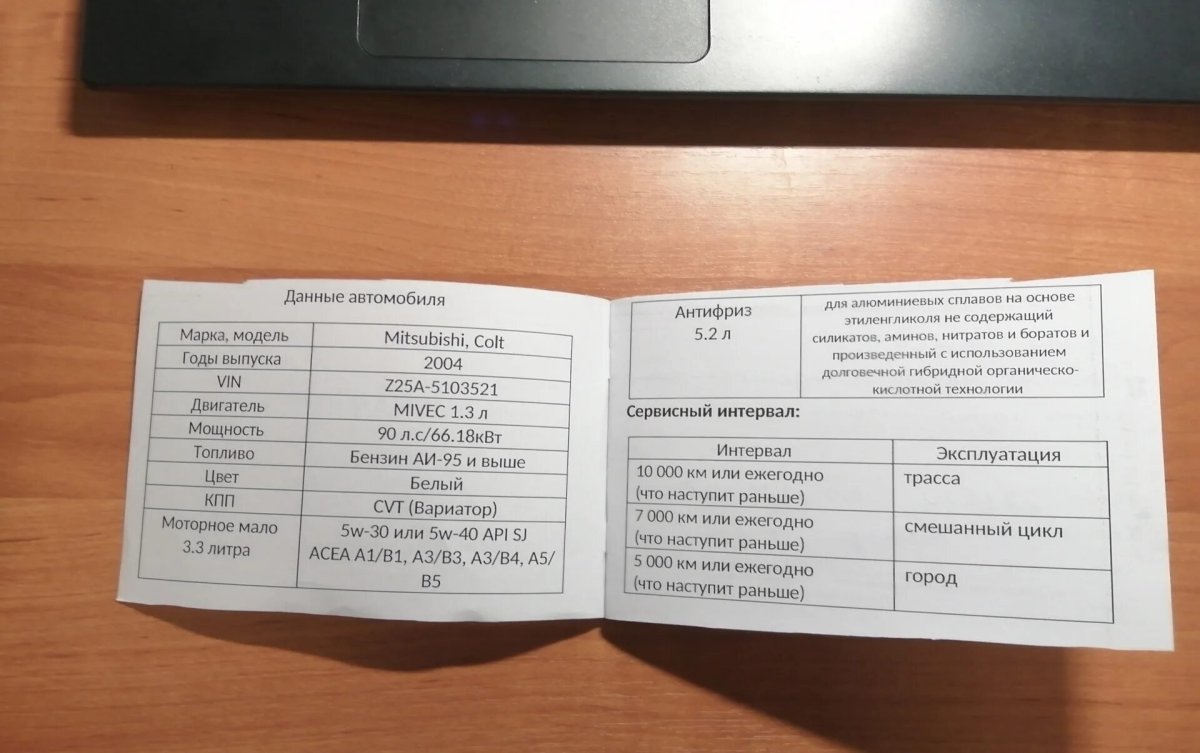 Данные автомобиля
Марка, модель Mitsubishi, Colt
Годы выпуска 2004
VIN Z25A-5103521
Двигатель MIVEC 1.3 л
Мощность 90 л.с/66.18кВт
Топливо Бензин АИ-95 и выше
Цвет Белый
КПП CVT (Вариатор)
Моторное мало 5w-30 или 5w-40 API SJ
3.3 литра ACEA A1/B1, A3/B3, A3/B4, A5/
B5
Антифриз для алюминиевых сплавов на основе
5.2 л этиленгликоля не содержащий
силикатов, аминов, нитратов и боратов и
произведенный с использованием
долговечной гибридной органическо-
кислотной технологии
Сервисный интервал:
Интервал Эксплуатация
10 000 км или ежегодно трасса
(что наступит раньше)
7 000 км или ежегодно смешанный цикл
(что наступит раньше)
5 000 км или ежегодно город
(что наступит раньше)